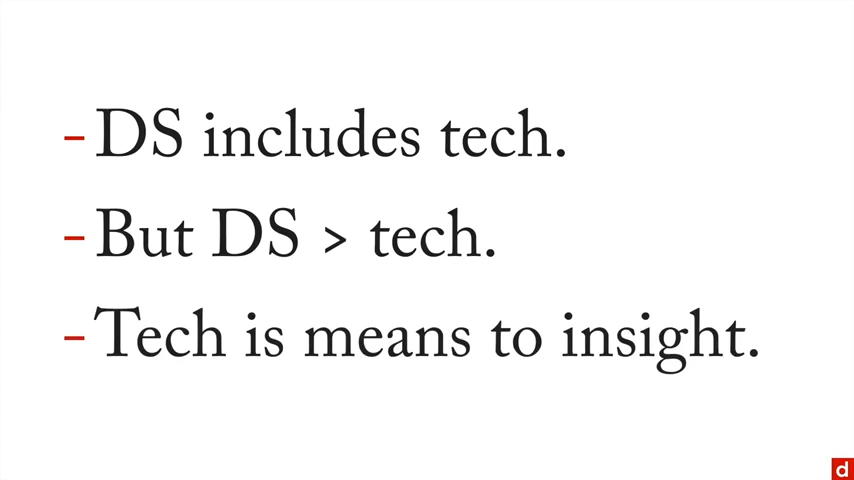 - DS includes tech.
- But DS > tech.
- Tech is means to insight.
d